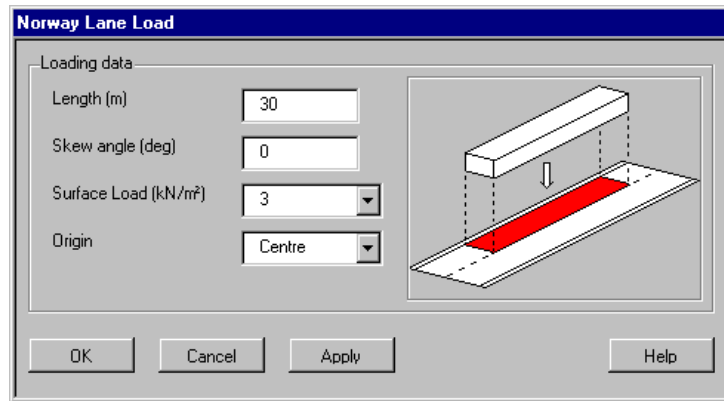 Norway Lane Load
Loading data
Length (m) 30
Skew angle (deg) 0
Surface Load (kN/m²) 3
Origin Centre
OK Cancel Apply Help